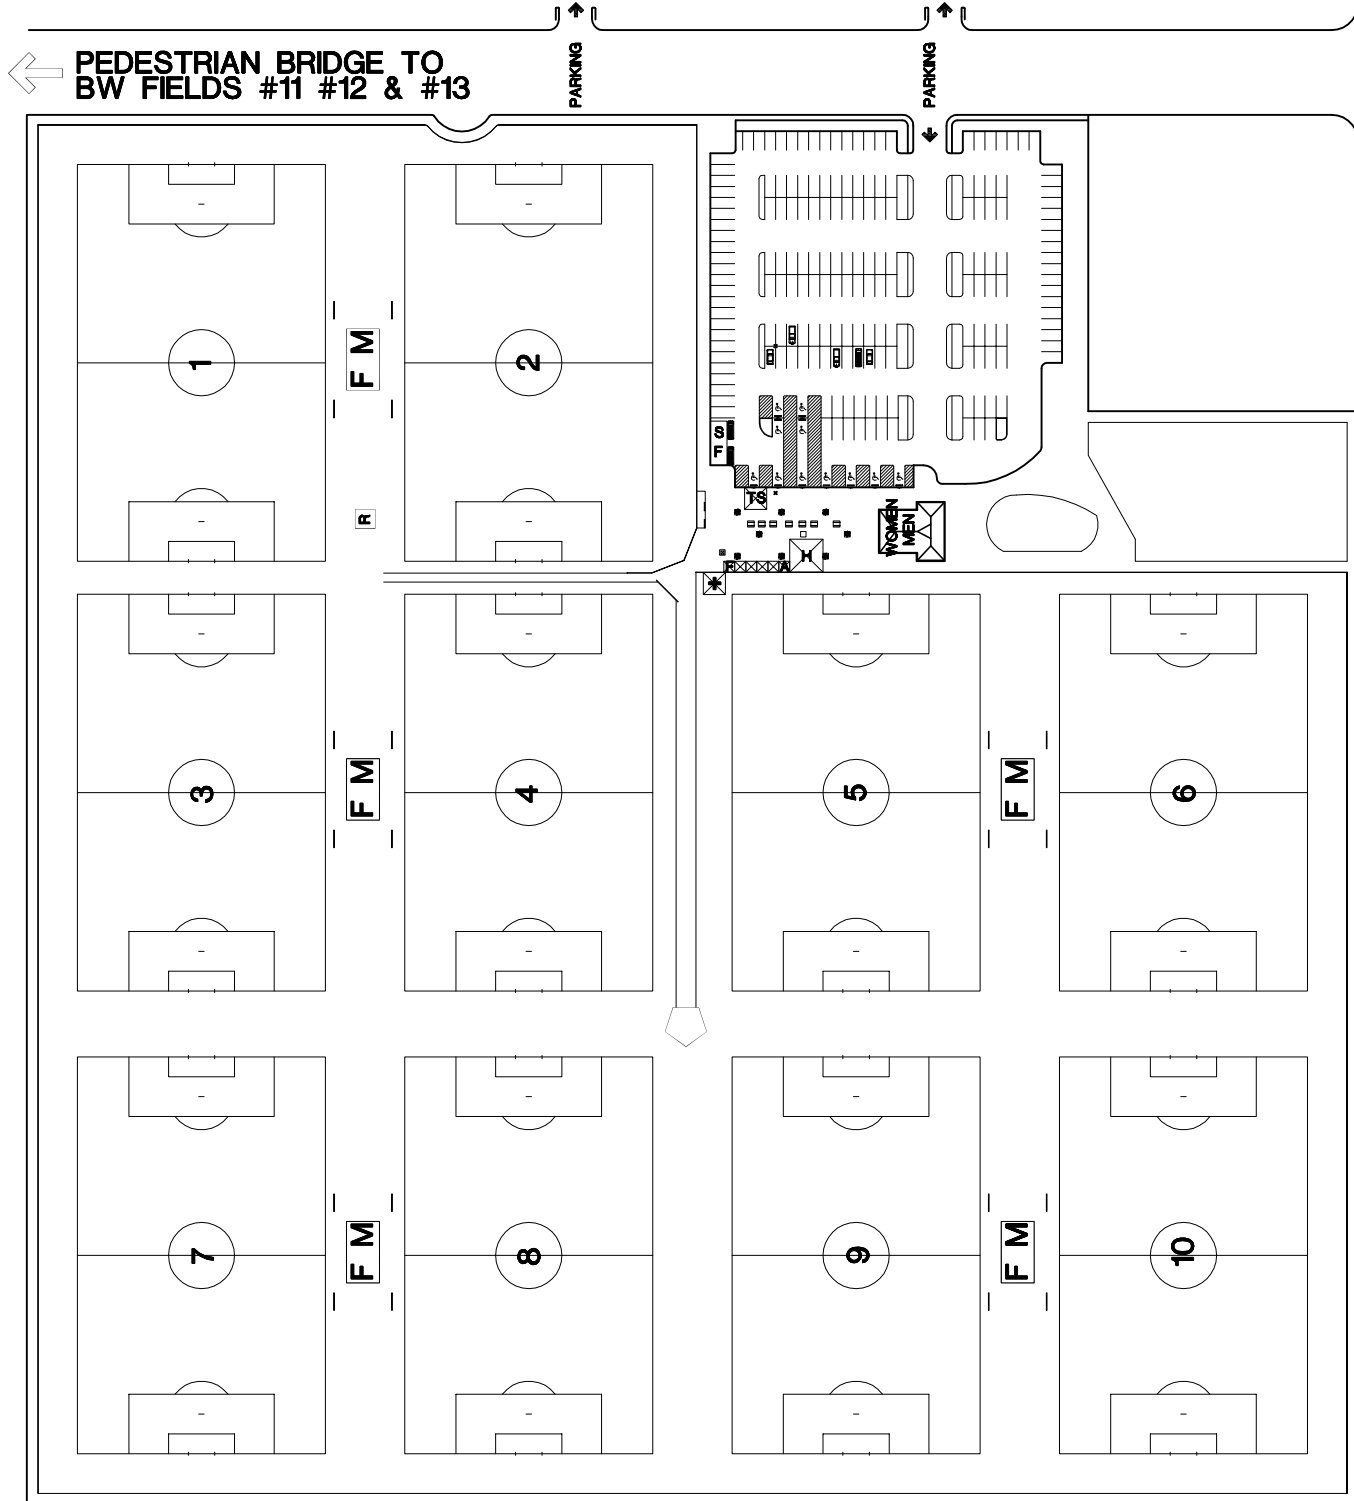 PEDESTRIAN BRIDGE TO
BW FIELDS #11 #12 & #13
PARKING
PARKING
1
F M
2
S
F
R
TS
WOMEN
MEN
H
F
A
3
F M
4
5
F M
6
7
F M
8
9
F M
10